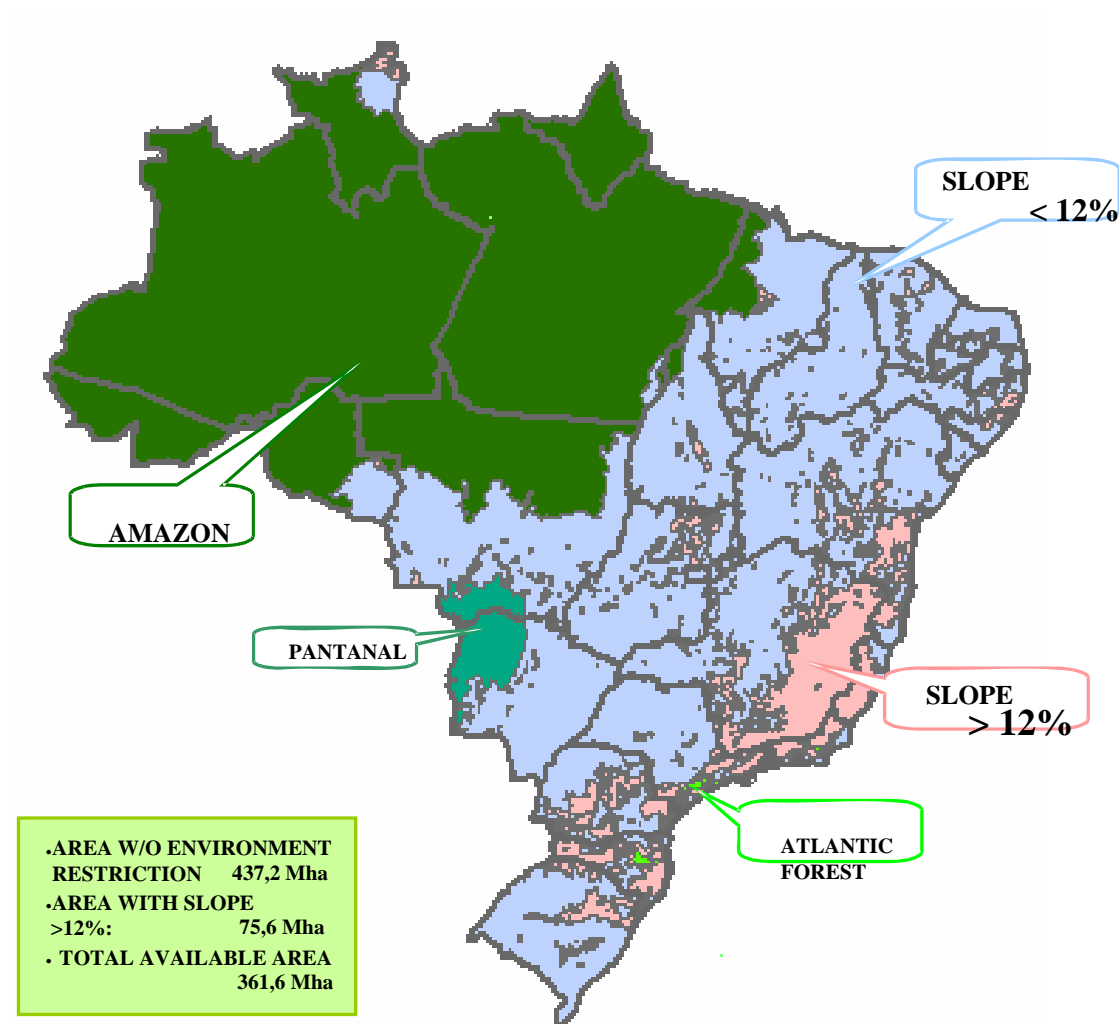 SLOPE
< 12%
AMAZON
PANTANAL
SLOPE
> 12%
ATLANTIC
FOREST
•AREA W/O ENVIRONMENT
RESTRICTION 437,2 Mha
•AREA WITH SLOPE
>12%: 75,6 Mha
• TOTAL AVAILABLE AREA
361,6 Mha